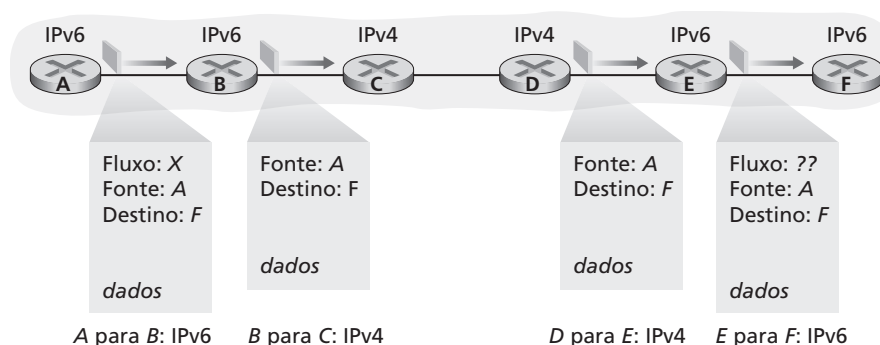 IPv6 IPv6 IPv4 IPv4 IPv6 IPv6
A B C D E F
Fluxo: X
Fonte: A
Destino: F
dados
Fonte: A
Destino: F
dados
Fonte: A
Destino: F
dados
Fluxo: ??
Fonte: A
Destino: F
dados
A para B: IPv6 B para C: IPv4 D para E: IPv4 E para F: IPv6